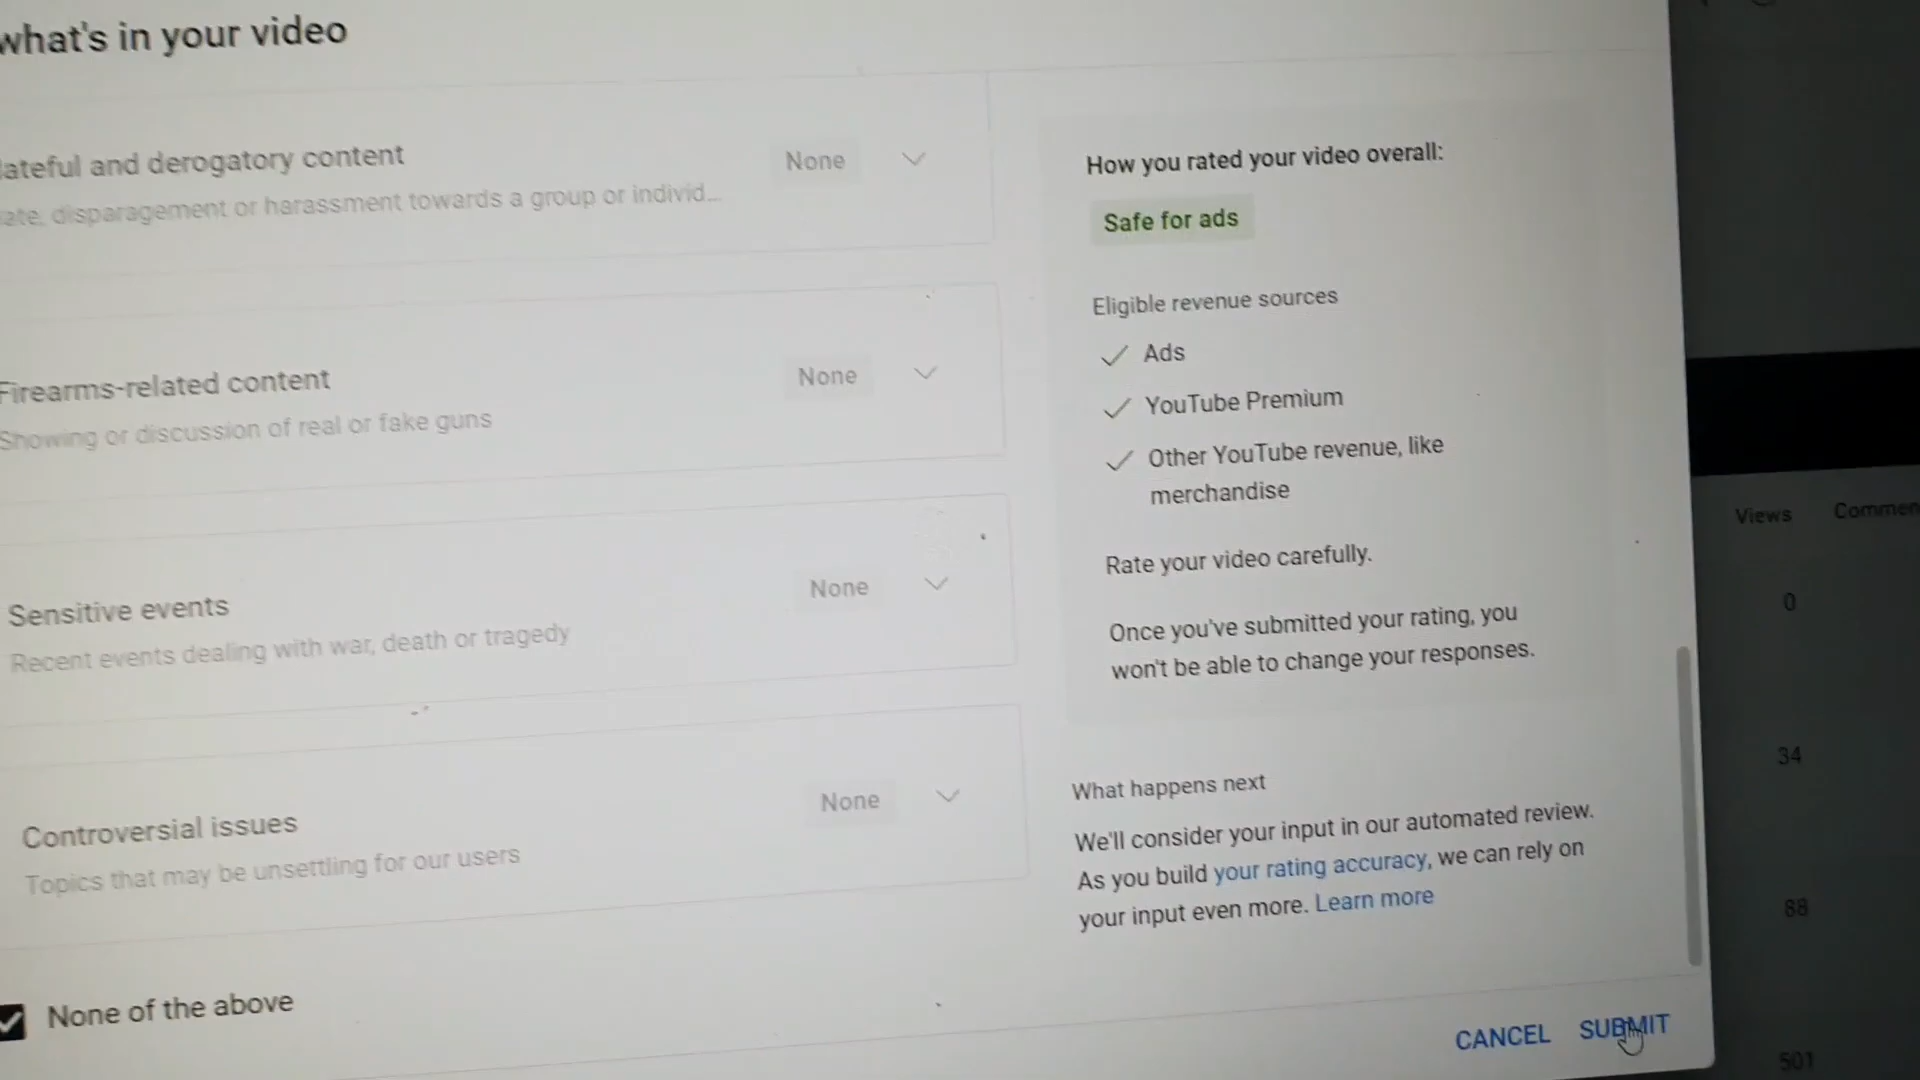 what's in your video
ateful and derogatory content
None
ate, disparagement or harassment towards a group or individ...
Firearms-related content
None
Showing or discussion of real or fake guns
Sensitive events
None
Recent events dealing with war, death or tragedy
Controversial issues
None
Topics that may be unsettling for our users
None of the above
How you rated your video overall:
Safe for ads
Eligible revenue sources
Ads
YouTube Premium
Other YouTube revenue, like
merchandise
Rate your video carefully.
Once you've submitted your rating, you
won't be able to change your responses.
What happens next
We'll consider your input in our automated review.
As you build your rating accuracy, we can rely on
your input even more. Learn more
CANCEL SUBMIT
Views Commen
0
34
88
501